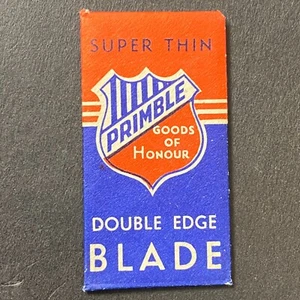 SUPER THIN
PRIMBLE
GOODS
OF
HONOUR
DOUBLE EDGE
BLADE